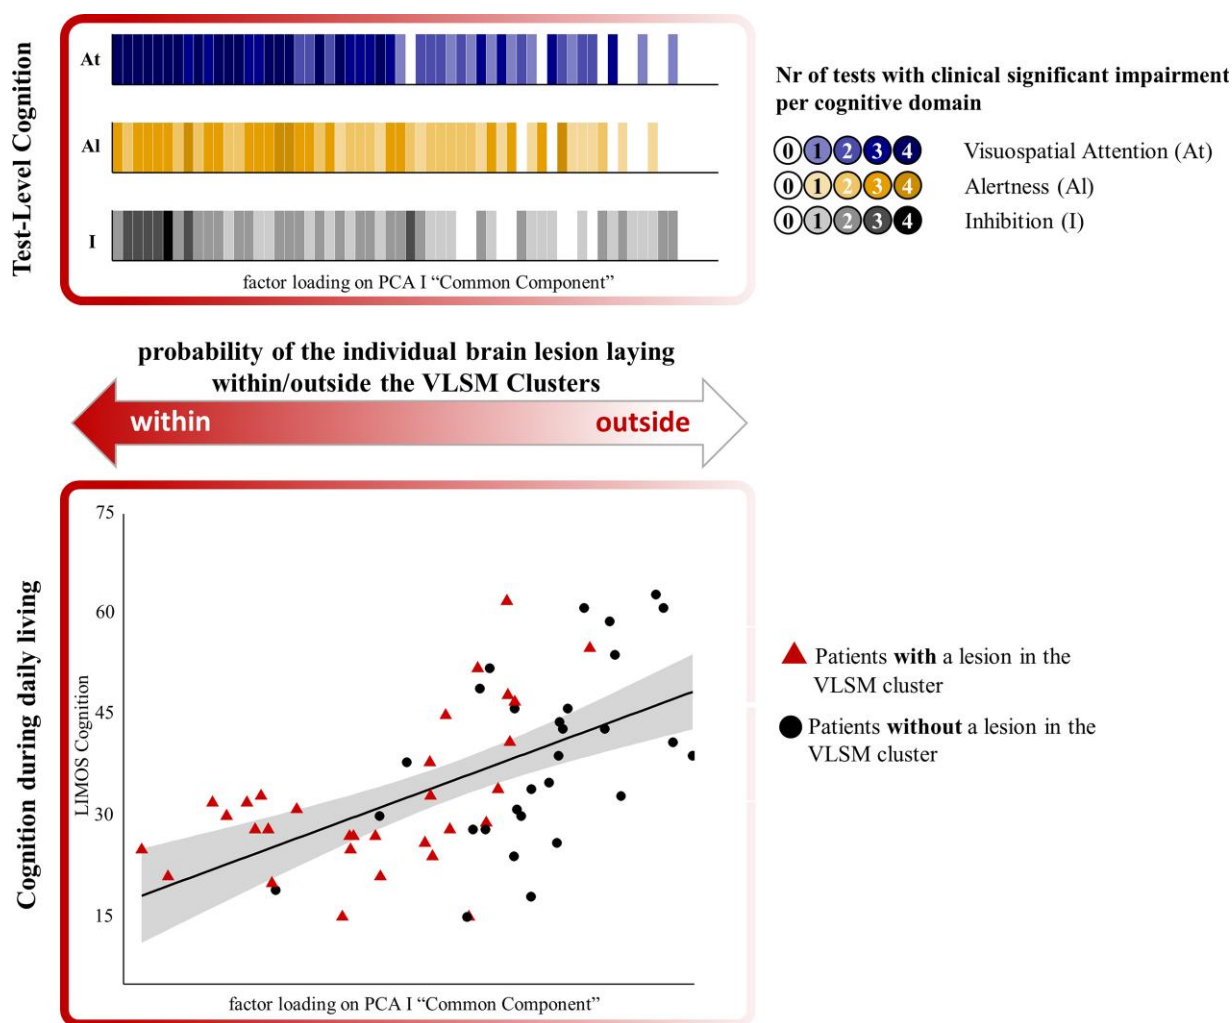 Test-Level Cognition
At
Al
I
factor loading on PCA I “Common Component”
Nr of tests with clinical significant impairment
per cognitive domain
0 1 2 3 4 Visuospatial Attention (At)
0 1 2 3 4 Alertness (Al)
0 1 2 3 4 Inhibition (I)
probability of the individual brain lesion laying
within/outside the VLSM Clusters
within outside
Cognition during daily living
LIMOS Cognition
75
60
45
30
15
factor loading on PCA I “Common Component”
Patients with a lesion in the
VLSM cluster
Patients without a lesion in the
VLSM cluster